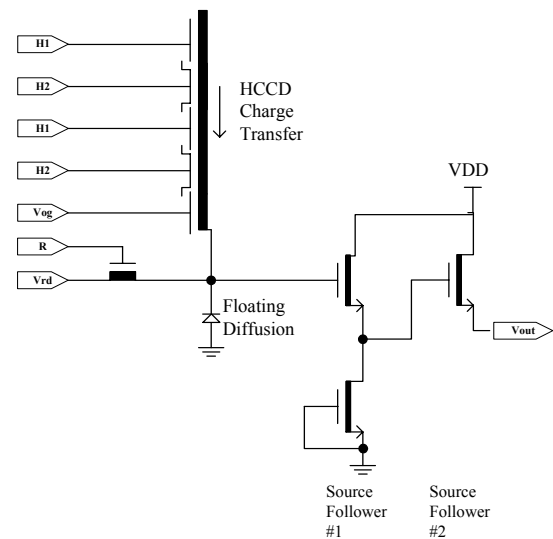 H1
H2
H1
H2
Vog
R
Vrd
HCCD
Charge
Transfer
VDD
Floating
Diffusion
Vout
Source
Follower
#1
Source
Follower
#2